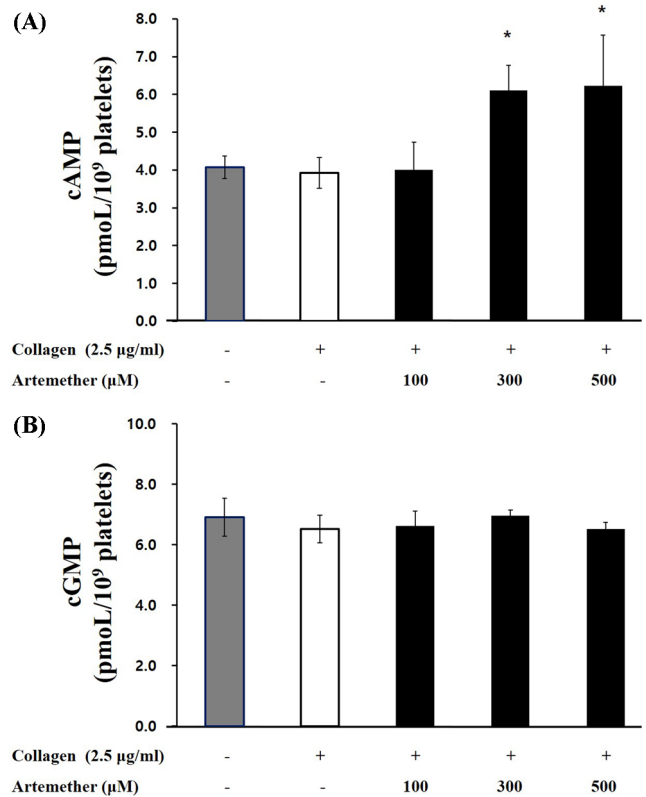 (A)
cAMP
(pmoL/10⁹ platelets)
8.0
7.0
6.0
5.0
4.0
3.0
2.0
1.0
0.0
* *
Collagen (2.5 μg/ml) - + + + +
Artemether (μM) - - 100 300 500
(B)
cGMP
(pmoL/10⁹ platelets)
10.0
8.0
6.0
4.0
2.0
0.0
Collagen (2.5 μg/ml) - + + + +
Artemether (μM) - - 100 300 500